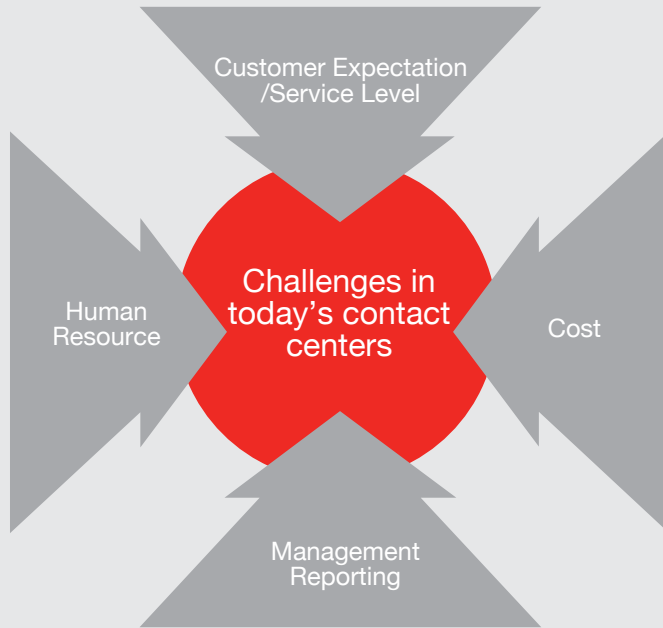 Customer Expectation
/Service Level
Human
Resource
Challenges in
today’s contact
centers
Cost
Management
Reporting